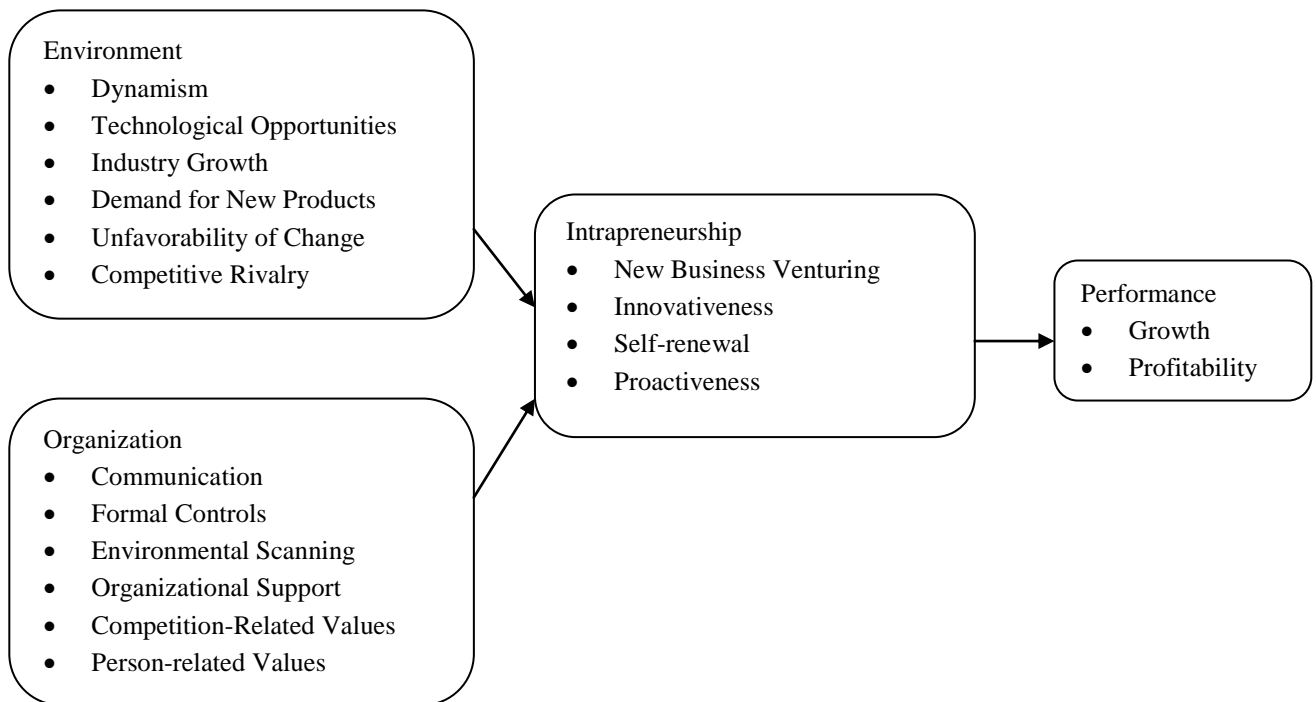 Environment
• Dynamism
• Technological Opportunities
• Industry Growth
• Demand for New Products
• Unfavorability of Change
• Competitive Rivalry
Organization
• Communication
• Formal Controls
• Environmental Scanning
• Organizational Support
• Competition-Related Values
• Person-related Values
Intrapreneurship
• New Business Venturing
• Innovativeness
• Self-renewal
• Proactiveness
Performance
• Growth
• Profitability